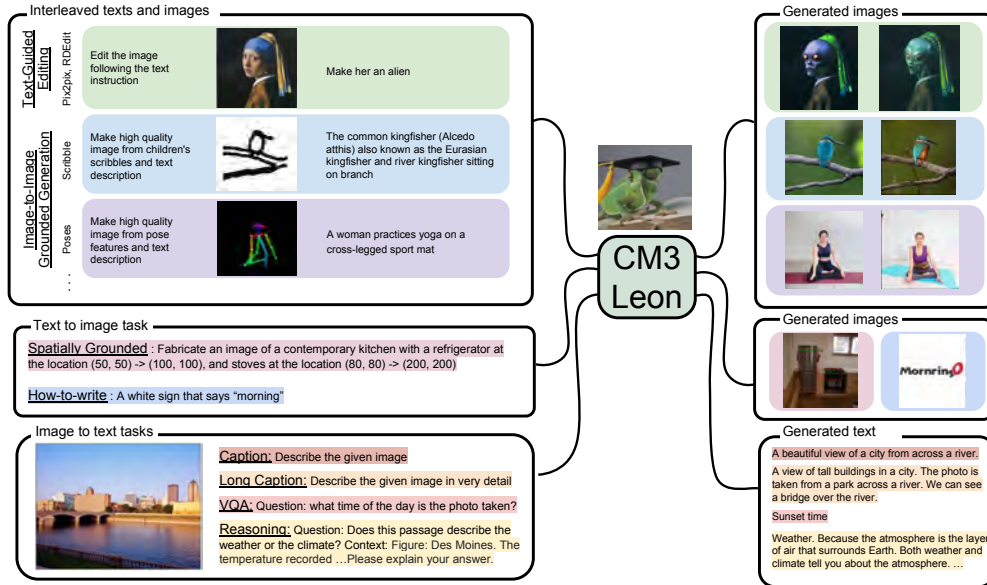 Interleaved texts and images
Text-Guided
Editing
Pix2pix, RDEdit
Edit the image
following the text
instruction
Make her an alien
Image-to-Image
Grounded Generation
Scribble
Make high quality
image from children's
scribbles and text
description
The common kingfisher (Alcedo
atthis) also known as the Eurasian
kingfisher and river kingfisher sitting
on branch
Poses
Make high quality
image from pose
features and text
description
A woman practices yoga on a
cross-legged sport mat
...
Text to image task
Spatially Grounded : Fabricate an image of a contemporary kitchen with a refrigerator at
the location (50, 50) -> (100, 100), and stoves at the location (80, 80) -> (200, 200)
How-to-write : A white sign that says “morning”
Image to text tasks
Caption: Describe the given image
Long Caption: Describe the given image in very detail
VQA: Question: what time of the day is the photo taken?
Reasoning: Question: Does this passage describe the
weather or the climate? Context: Figure: Des Moines. The
temperature recorded …Please explain your answer.
CM3
Leon
Generated images
Generated images
Mornring
Generated text
A beautiful view of a city from across a river.
A view of tall buildings in a city. The photo is
taken from a park across a river. We can see
a bridge over the river.
Sunset time
Weather. Because the atmosphere is the layer
of air that surrounds Earth. Both weather and
climate tell you about the atmosphere. …